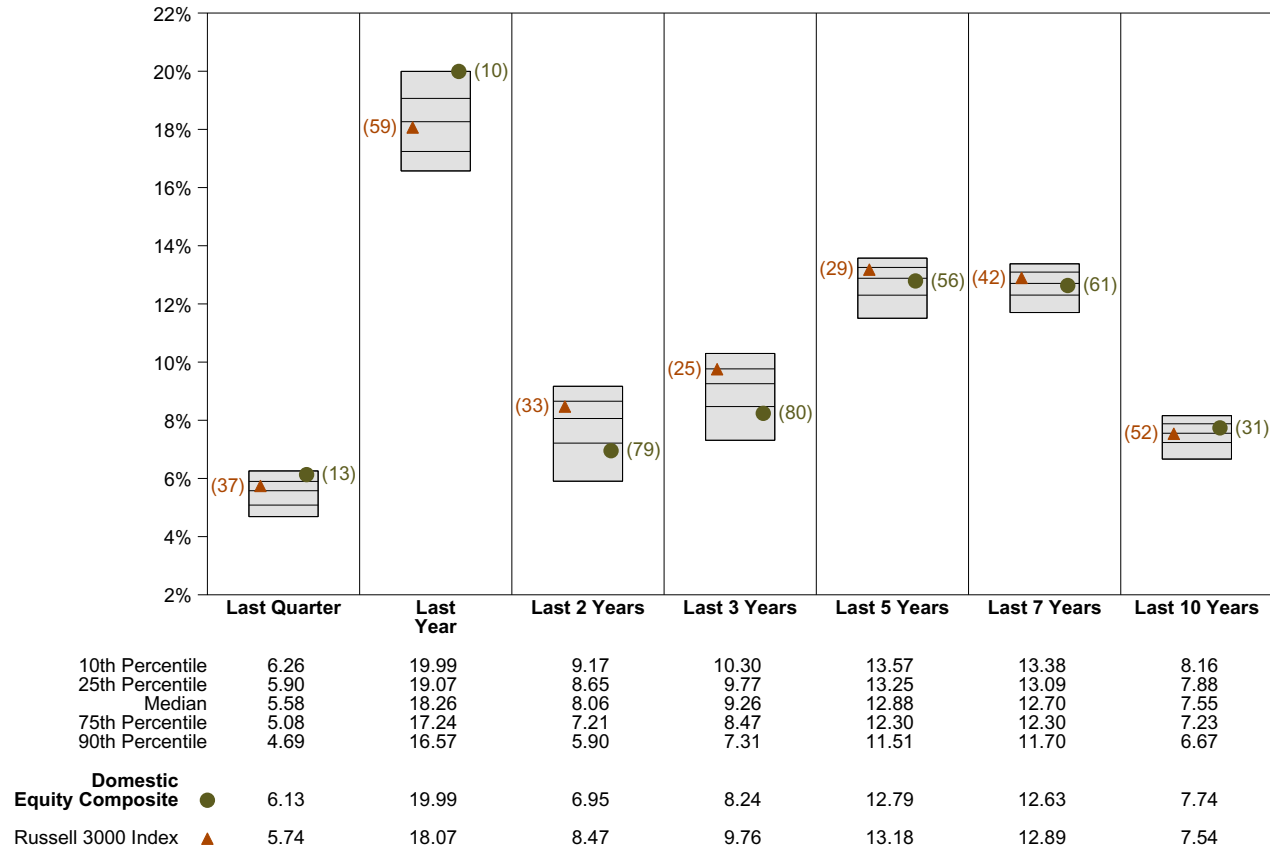 22%
20%
18%
16%
14%
12%
10%
8%
6%
4%
2%
(37) (13)
(59) (10)
(33) (79)
(25) (80)
(29) (56)
(42) (61)
(52) (31)
Last Quarter Last Year Last 2 Years Last 3 Years Last 5 Years Last 7 Years Last 10 Years
10th Percentile 6.26 19.99 9.17 10.30 13.57 13.38 8.16
25th Percentile 5.90 19.07 8.65 9.77 13.25 13.09 7.88
Median 5.58 18.26 8.06 9.26 12.88 12.70 7.55
75th Percentile 5.08 17.24 7.21 8.47 12.30 12.30 7.23
90th Percentile 4.69 16.57 5.90 7.31 11.51 11.70 6.67
Domestic
Equity Composite 6.13 19.99 6.95 8.24 12.79 12.63 7.74
Russell 3000 Index 5.74 18.07 8.47 9.76 13.18 12.89 7.54